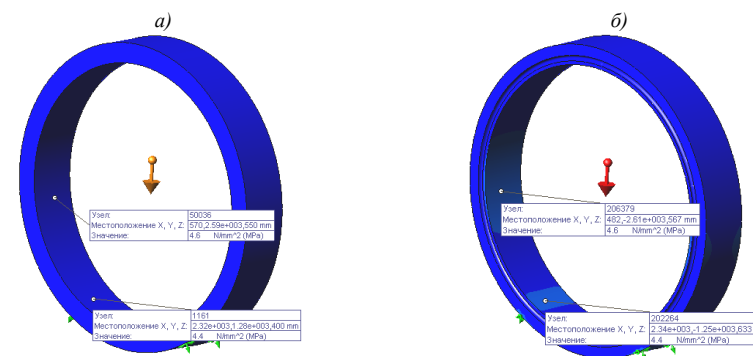 а)
б)
Узел: 50036
Местоположение X, Y, Z: 570,2.59e+003,550 mm
Значение: 4.6 N/mm^2 (MPa)
Узел: 206379
Местоположение X, Y, Z: 482,-2.61e+003,567 mm
Значение: 4.6 N/mm^2 (MPa)
Узел: 1161
Местоположение X, Y, Z: 2.32e+003,1.28e+003,400 mm
Значение: 4.4 N/mm^2 (MPa)
Узел: 202264
Местоположение X, Y, Z: 2.34e+003,-1.25e+003,633
Значение: 4.4 N/mm^2 (MPa)